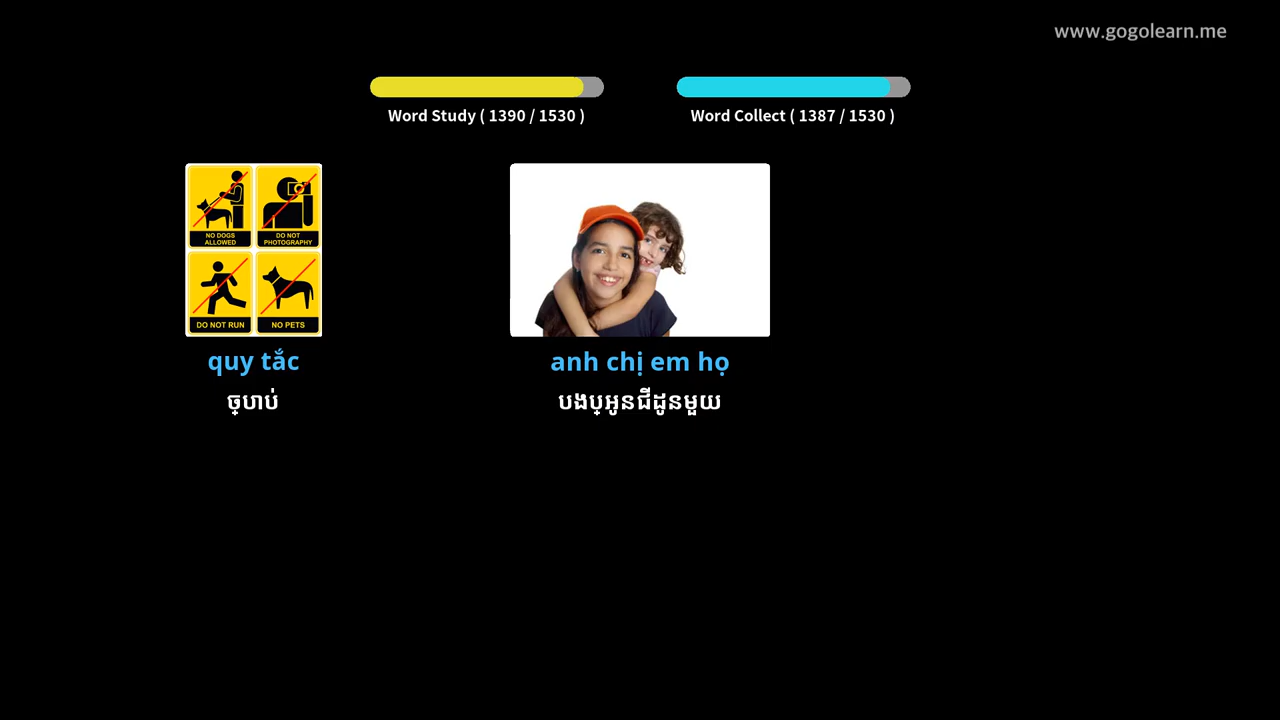 www.gogolearn.me
Word Study ( 1390 / 1530 )
Word Collect ( 1387 / 1530 )
NO DOGS
ALLOWED
DO NOT
PHOTOGRAPHY
DO NOT RUN
NO PETS
quy tắc
ច្បាប់
anh chị em họ
បងប្អូនជីដូនមួយ